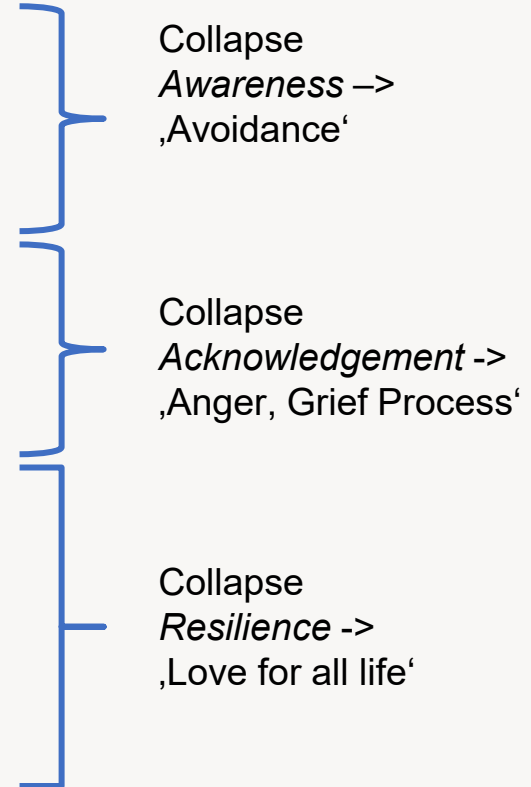 Collapse
Awareness –>
‚Avoidance‘
Collapse
Acknowledgement ->
‚Anger, Grief Process‘
Collapse
Resilience ->
‚Love for all life‘